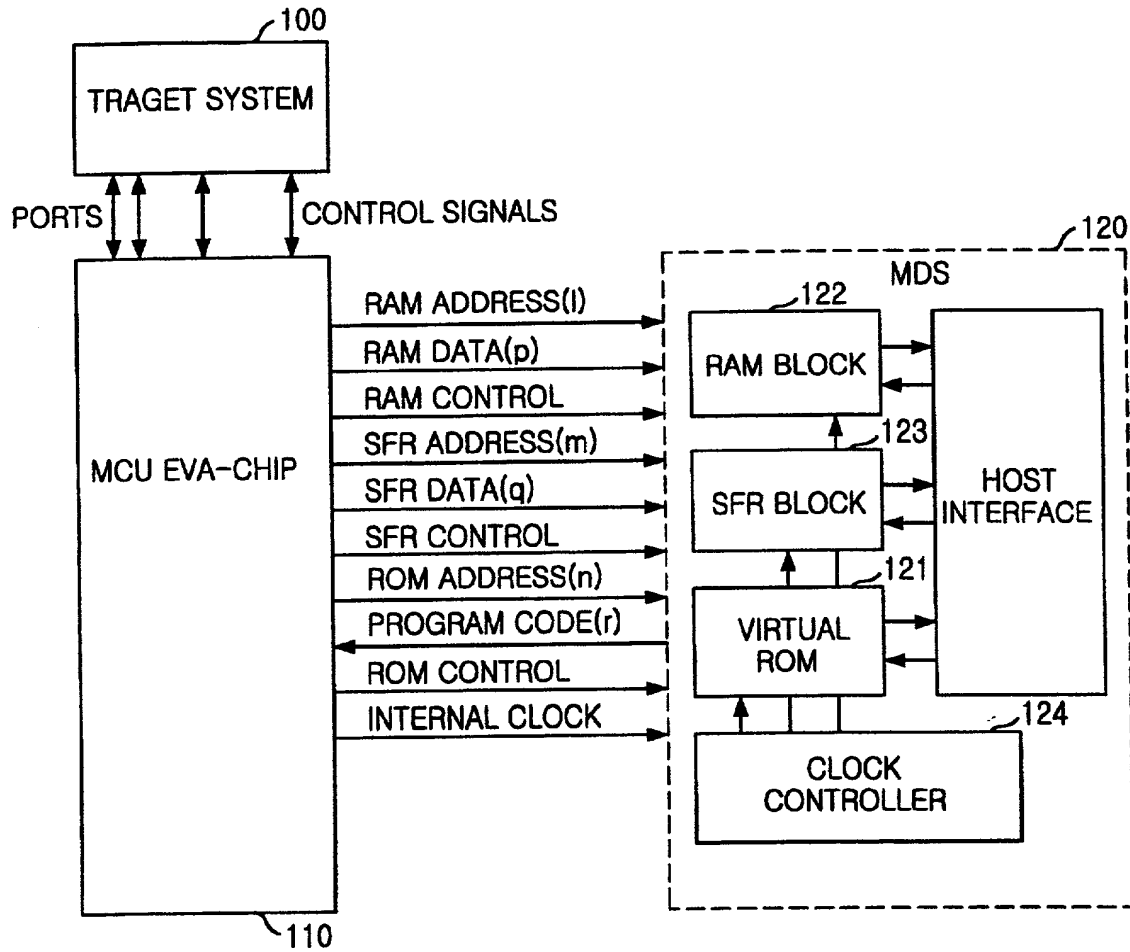 100
TRAGET SYSTEM
PORTS
CONTROL SIGNALS
120
MDS
MCU EVA-CHIP
110
RAM ADDRESS(l)
RAM DATA(p)
RAM CONTROL
SFR ADDRESS(m)
SFR DATA(q)
SFR CONTROL
ROM ADDRESS(n)
PROGRAM CODE(r)
ROM CONTROL
INTERNAL CLOCK
122
RAM BLOCK
123
SFR BLOCK
121
VIRTUAL
ROM
HOST
INTERFACE
124
CLOCK
CONTROLLER